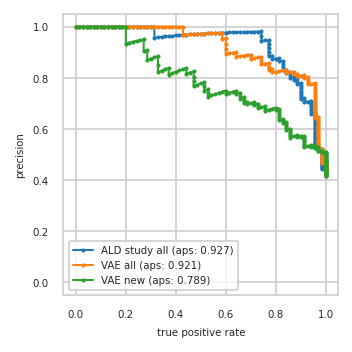 precision
1.0
0.8
0.6
0.4
0.2
0.0
ALD study all (aps: 0.927)
VAE all (aps: 0.921)
VAE new (aps: 0.789)
0.0 0.2 0.4 0.6 0.8 1.0
true positive rate